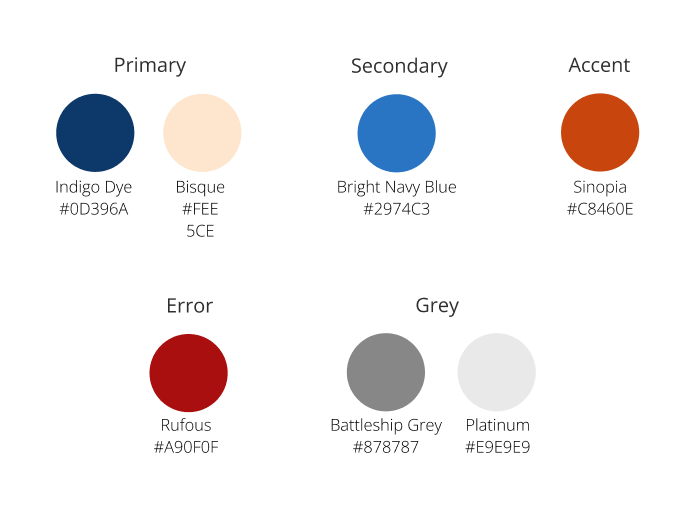 Primary
Secondary
Accent
Indigo Dye
#0D396A
Bisque
#FEE
5CE
Bright Navy Blue
#2974C3
Sinopia
#C8460E
Error
Grey
Rufous
#A90F0F
Battleship Grey
#878787
Platinum
#E9E9E9